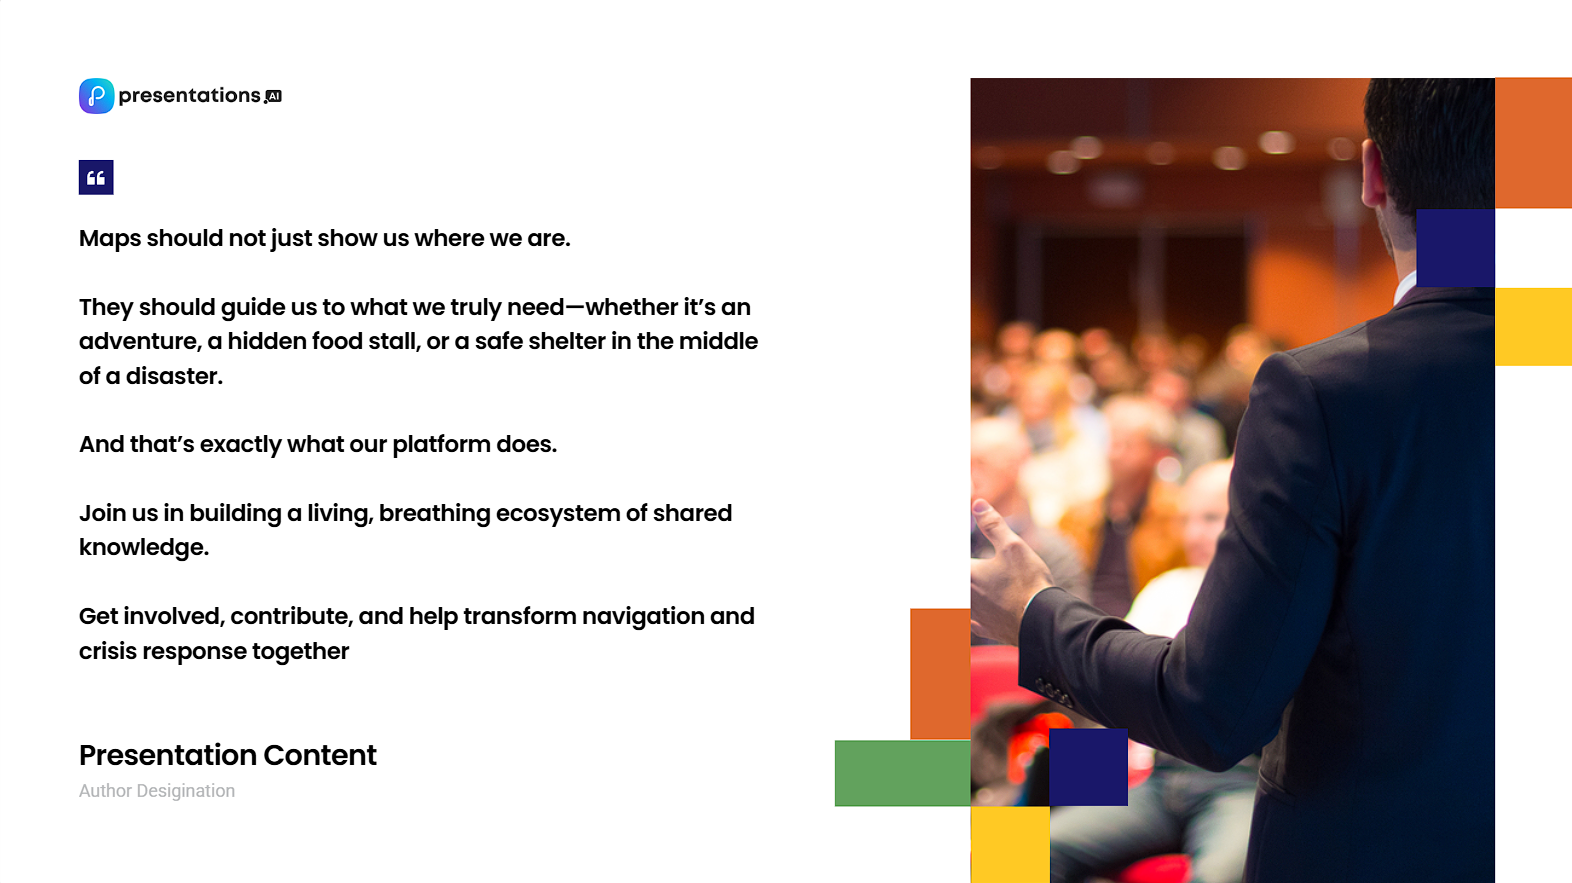 presentations.AI
Maps should not just show us where we are.
They should guide us to what we truly need—whether it’s an
adventure, a hidden food stall, or a safe shelter in the middle
of a disaster.
And that’s exactly what our platform does.
Join us in building a living, breathing ecosystem of shared
knowledge.
Get involved, contribute, and help transform navigation and
crisis response together
Presentation Content
Author Desigination